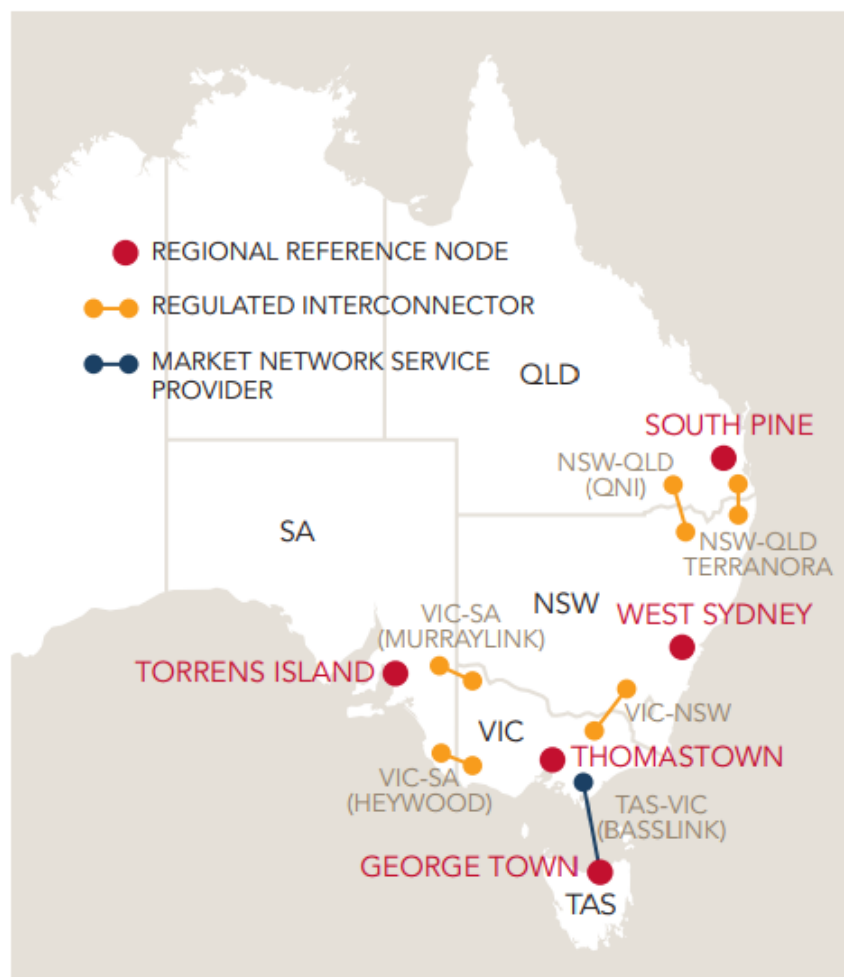 REGIONAL REFERENCE NODE
REGULATED INTERCONNECTOR
MARKET NETWORK SERVICE
PROVIDER
QLD
SOUTH PINE
NSW-QLD
(QNI)
NSW-QLD
TERRANORA
SA
NSW
WEST SYDNEY
VIC-SA
(MURRAYLINK)
TORRENS ISLAND
VIC-NSW
VIC
THOMASTOWN
VIC-SA
(HEYWOOD)
TAS-VIC
(BASSLINK)
GEORGE TOWN
TAS